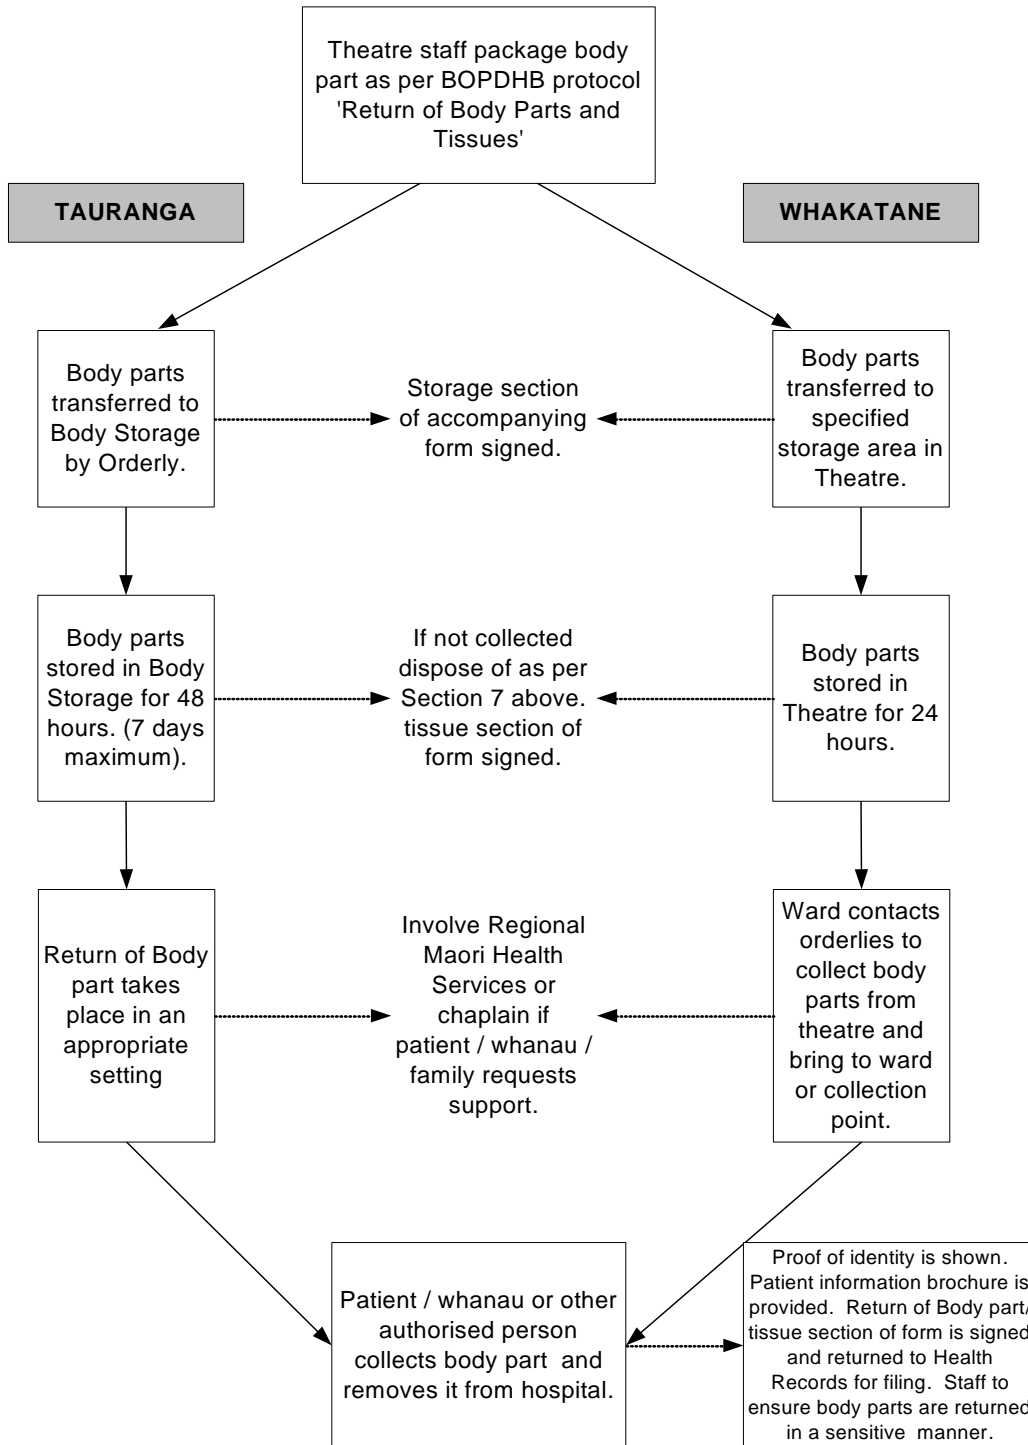 Theatre staff package body
part as per BOPDHB protocol
'Return of Body Parts and
Tissues'
TAURANGA
WHAKATANE
Body parts
transferred to
Body Storage
by Orderly.
Storage section
of accompanying
form signed.
Body parts
transferred to
specified
storage area in
Theatre.
Body parts
stored in Body
Storage for 48
hours. (7 days
maximum).
If not collected
dispose of as per
Section 7 above.
tissue section of
form signed.
Body parts
stored in
Theatre for 24
hours.
Return of Body
part takes
place in an
appropriate
setting
Involve Regional
Maori Health
Services or
chaplain if
patient / whanau /
family requests
support.
Ward contacts
orderlies to
collect body
parts from
theatre and
bring to ward
or collection
point.
Patient / whanau or other
authorised person
collects body part and
removes it from hospital.
Proof of identity is shown.
Patient information brochure is
provided. Return of Body part/
tissue section of form is signed
and returned to Health
Records for filing. Staff to
ensure body parts are returned
in a sensitive manner.